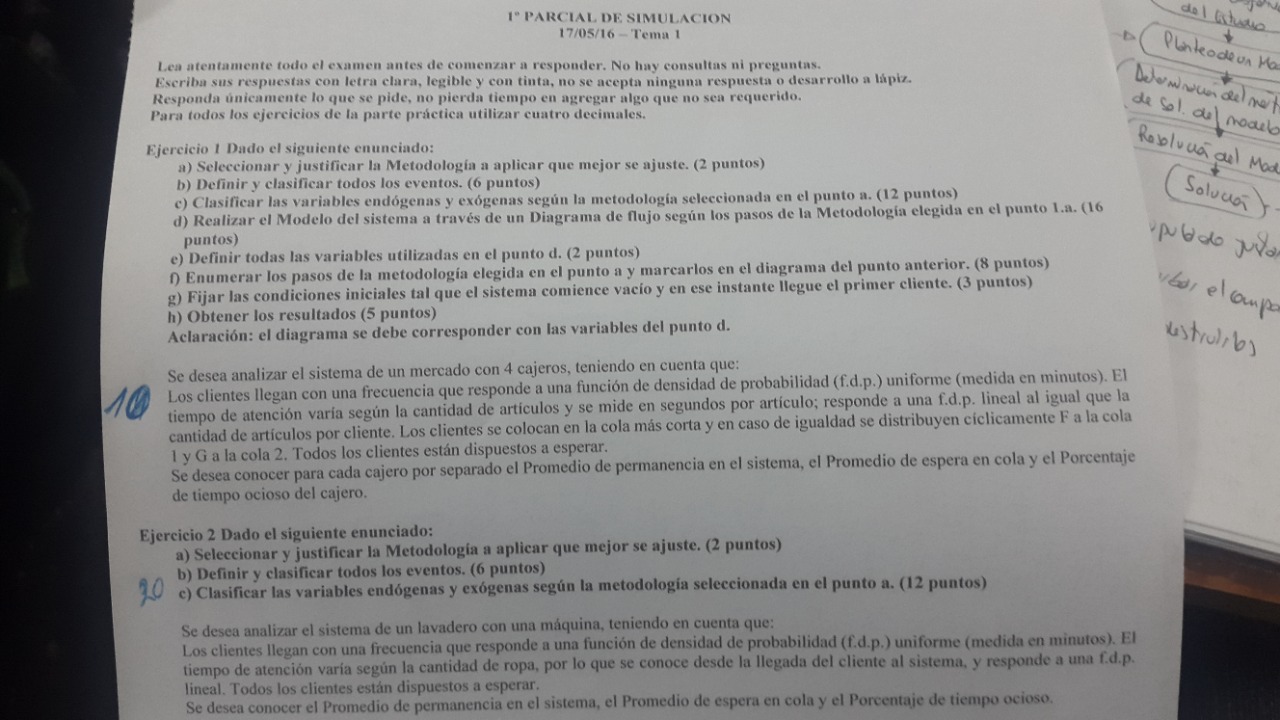 1º PARCIAL DE SIMULACION
17/05/16 – Tema 1
Lea atentamente todo el examen antes de comenzar a responder. No hay consultas ni preguntas.
Escriba sus respuestas con letra clara, legible y con tinta, no se acepta ninguna respuesta o desarrollo a lápiz.
Responda únicamente lo que se pide, no pierda tiempo en agregar algo que no sea requerido.
Para todos los ejercicios de la parte práctica utilizar cuatro decimales.
Ejercicio 1 Dado el siguiente enunciado:
a) Seleccionar y justificar la Metodología a aplicar que mejor se ajuste. (2 puntos)
b) Definir y clasificar todos los eventos. (6 puntos)
c) Clasificar las variables endógenas y exógenas según la metodología seleccionada en el punto a. (12 puntos)
d) Realizar el Modelo del sistema a través de un Diagrama de flujo según los pasos de la Metodología elegida en el punto 1.a. (16
puntos)
e) Definir todas las variables utilizadas en el punto d. (2 puntos)
f) Enumerar los pasos de la metodología elegida en el punto a y marcarlos en el diagrama del punto anterior. (8 puntos)
g) Fijar las condiciones iniciales tal que el sistema comience vacío y en ese instante llegue el primer cliente. (3 puntos)
h) Obtener los resultados (5 puntos)
Aclaración: el diagrama se debe corresponder con las variables del punto d.
Se desea analizar el sistema de un mercado con 4 cajeros, teniendo en cuenta que:
Los clientes llegan con una frecuencia que responde a una función de densidad de probabilidad (f.d.p.) uniforme (medida en minutos). El
tiempo de atención varía según la cantidad de artículos y se mide en segundos por artículo; responde a una f.d.p. lineal al igual que la
cantidad de artículos por cliente. Los clientes se colocan en la cola más corta y en caso de igualdad se distribuyen cíclicamente F a la cola
1 y G a la cola 2. Todos los clientes están dispuestos a esperar.
Se desea conocer para cada cajero por separado el Promedio de permanencia en el sistema, el Promedio de espera en cola y el Porcentaje
de tiempo ocioso del cajero.
Ejercicio 2 Dado el siguiente enunciado:
a) Seleccionar y justificar la Metodología a aplicar que mejor se ajuste. (2 puntos)
b) Definir y clasificar todos los eventos. (6 puntos)
20 c) Clasificar las variables endógenas y exógenas según la metodología seleccionada en el punto a. (12 puntos)
Se desea analizar el sistema de un lavadero con una máquina, teniendo en cuenta que:
Los clientes llegan con una frecuencia que responde a una función de densidad de probabilidad (f.d.p.) uniforme (medida en minutos). El
tiempo de atención varía según la cantidad de ropa, por lo que se conoce desde la llegada del cliente al sistema, y responde a una f.d.p.
lineal. Todos los clientes están dispuestos a esperar.
Se desea conocer el Promedio de permanencia en el sistema, el Promedio de espera en cola y el Porcentaje de tiempo ocioso.
Planteo de un
de sol. del modelo
Resolución del
Solución
el